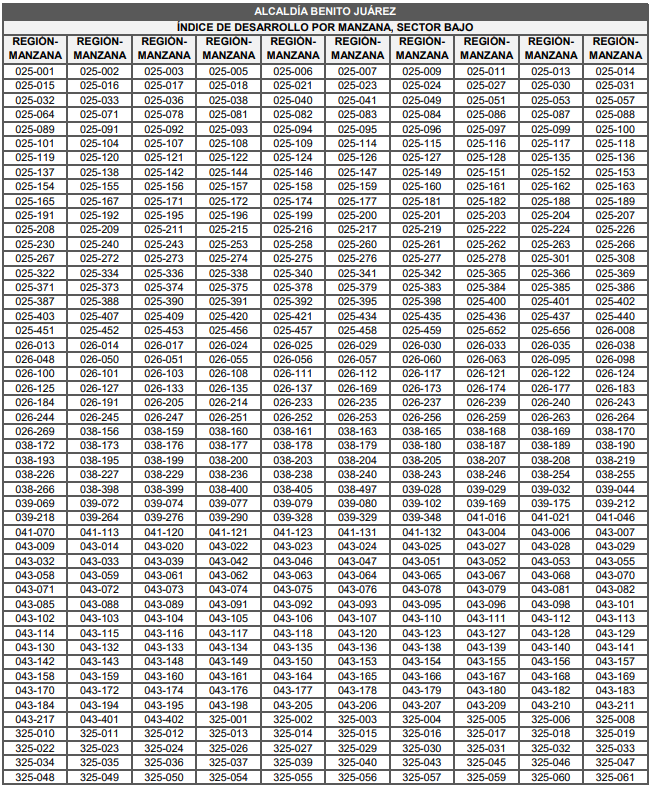 ALCALDÍA BENITO JUÁREZ
ÍNDICE DE DESARROLLO POR MANZANA, SECTOR BAJO
REGIÓN- REGIÓN- REGIÓN- REGIÓN- REGIÓN- REGIÓN- REGIÓN- REGIÓN- REGIÓN- REGIÓN-
MANZANA MANZANA MANZANA MANZANA MANZANA MANZANA MANZANA MANZANA MANZANA MANZANA
025-001 025-002 025-003 025-005 025-006 025-007 025-009 025-011 025-013 025-014
025-015 025-016 025-017 025-018 025-021 025-023 025-024 025-027 025-030 025-031
025-032 025-033 025-036 025-038 025-040 025-041 025-049 025-051 025-053 025-057
025-064 025-071 025-078 025-081 025-082 025-083 025-084 025-086 025-087 025-088
025-089 025-091 025-092 025-093 025-094 025-095 025-096 025-097 025-099 025-100
025-101 025-104 025-107 025-108 025-109 025-114 025-115 025-116 025-117 025-118
025-119 025-120 025-121 025-122 025-124 025-126 025-127 025-128 025-135 025-136
025-137 025-138 025-142 025-144 025-146 025-147 025-149 025-151 025-152 025-153
025-154 025-155 025-156 025-157 025-158 025-159 025-160 025-161 025-162 025-163
025-165 025-167 025-171 025-172 025-174 025-177 025-181 025-182 025-188 025-189
025-191 025-192 025-195 025-196 025-199 025-200 025-201 025-203 025-204 025-207
025-208 025-209 025-211 025-215 025-216 025-217 025-219 025-222 025-224 025-226
025-230 025-240 025-243 025-253 025-258 025-260 025-261 025-262 025-263 025-266
025-267 025-272 025-273 025-274 025-275 025-276 025-277 025-278 025-301 025-308
025-322 025-334 025-336 025-338 025-340 025-341 025-342 025-365 025-366 025-369
025-371 025-373 025-374 025-375 025-378 025-379 025-383 025-384 025-385 025-386
025-387 025-388 025-390 025-391 025-392 025-395 025-398 025-400 025-401 025-402
025-403 025-407 025-409 025-420 025-421 025-434 025-435 025-436 025-437 025-440
025-451 025-452 025-453 025-456 025-457 025-458 025-459 025-652 025-656 026-008
026-013 026-014 026-017 026-024 026-025 026-029 026-030 026-033 026-035 026-038
026-048 026-050 026-051 026-055 026-056 026-057 026-060 026-063 026-095 026-098
026-100 026-101 026-103 026-108 026-111 026-112 026-117 026-121 026-122 026-124
026-125 026-127 026-133 026-135 026-137 026-169 026-173 026-174 026-177 026-183
026-184 026-191 026-205 026-214 026-233 026-235 026-237 026-239 026-240 026-243
026-244 026-245 026-247 026-251 026-252 026-253 026-256 026-259 026-263 026-264
026-269 038-156 038-159 038-160 038-161 038-163 038-165 038-168 038-169 038-170
038-172 038-173 038-176 038-177 038-178 038-179 038-180 038-187 038-189 038-190
038-193 038-195 038-199 038-200 038-203 038-204 038-205 038-207 038-208 038-219
038-226 038-227 038-229 038-236 038-238 038-240 038-243 038-246 038-254 038-255
038-266 038-398 038-399 038-400 038-405 038-497 039-028 039-029 039-032 039-044
039-069 039-072 039-074 039-077 039-079 039-080 039-102 039-169 039-175 039-212
039-218 039-264 039-276 039-290 039-328 039-329 039-348 041-016 041-021 041-046
041-070 041-113 041-120 041-121 041-123 041-131 041-132 043-004 043-006 043-007
043-009 043-014 043-020 043-022 043-023 043-024 043-025 043-027 043-028 043-029
043-032 043-033 043-039 043-042 043-046 043-047 043-051 043-052 043-053 043-055
043-058 043-059 043-061 043-062 043-063 043-064 043-065 043-067 043-068 043-070
043-071 043-072 043-073 043-074 043-075 043-076 043-078 043-079 043-081 043-082
043-085 043-088 043-089 043-091 043-092 043-093 043-095 043-096 043-098 043-101
043-102 043-103 043-104 043-105 043-106 043-107 043-110 043-111 043-112 043-113
043-114 043-115 043-116 043-117 043-118 043-120 043-123 043-127 043-128 043-129
043-130 043-132 043-133 043-134 043-135 043-136 043-138 043-139 043-140 043-141
043-142 043-143 043-148 043-149 043-150 043-153 043-154 043-155 043-156 043-157
043-158 043-159 043-160 043-161 043-164 043-165 043-166 043-167 043-168 043-169
043-170 043-172 043-174 043-176 043-177 043-178 043-179 043-180 043-182 043-183
043-184 043-194 043-195 043-198 043-205 043-206 043-207 043-209 043-210 043-211
043-217 043-401 043-402 325-001 325-002 325-003 325-004 325-005 325-006 325-008
325-010 325-011 325-012 325-013 325-014 325-015 325-016 325-017 325-018 325-019
325-022 325-023 325-024 325-026 325-027 325-029 325-030 325-031 325-032 325-033
325-034 325-035 325-036 325-037 325-039 325-040 325-043 325-045 325-046 325-047
325-048 325-049 325-050 325-054 325-055 325-056 325-057 325-059 325-060 325-061